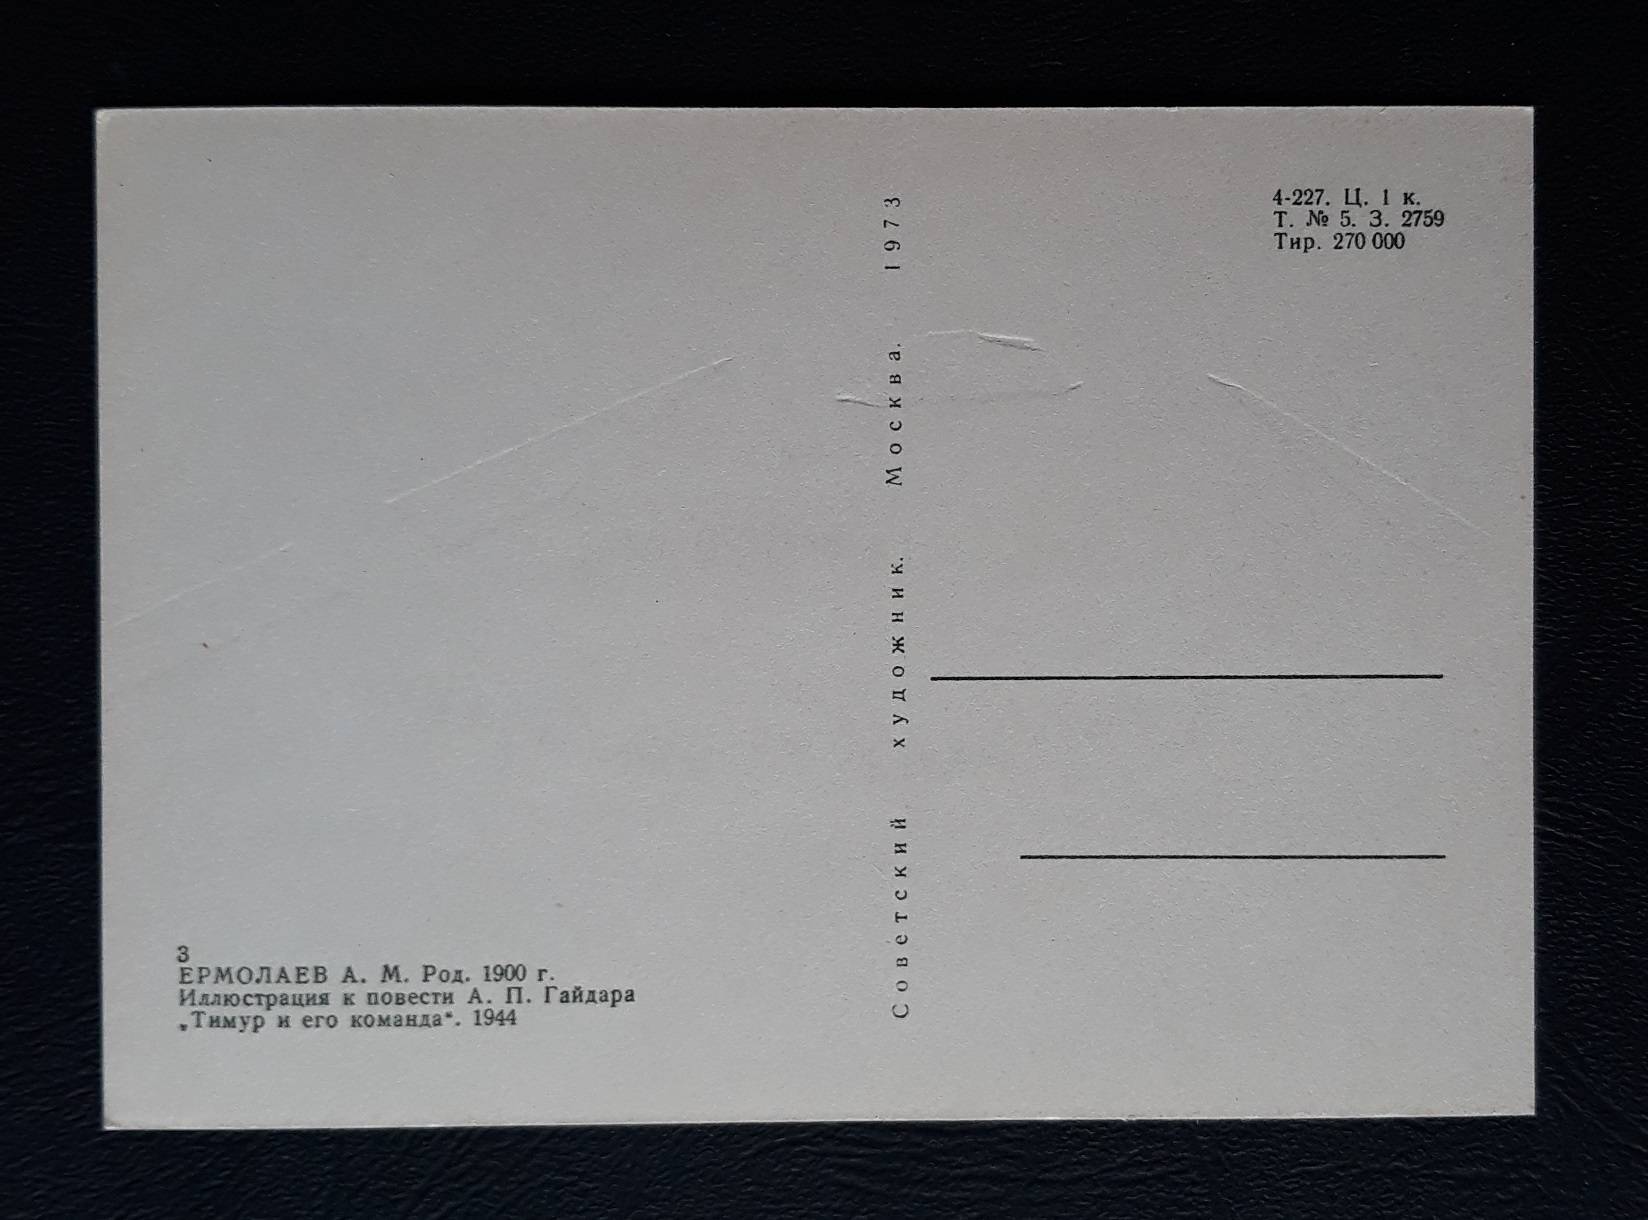 3
ЕРМОЛАЕВ А. М. Род. 1900 г.
Иллюстрация к повести А. П. Гайдара
„Тимур и его команда“. 1944
Советский художник. Москва. 1973
4-227. Ц. 1 к.
Т. № 5. З. 2759
Тир. 270 000